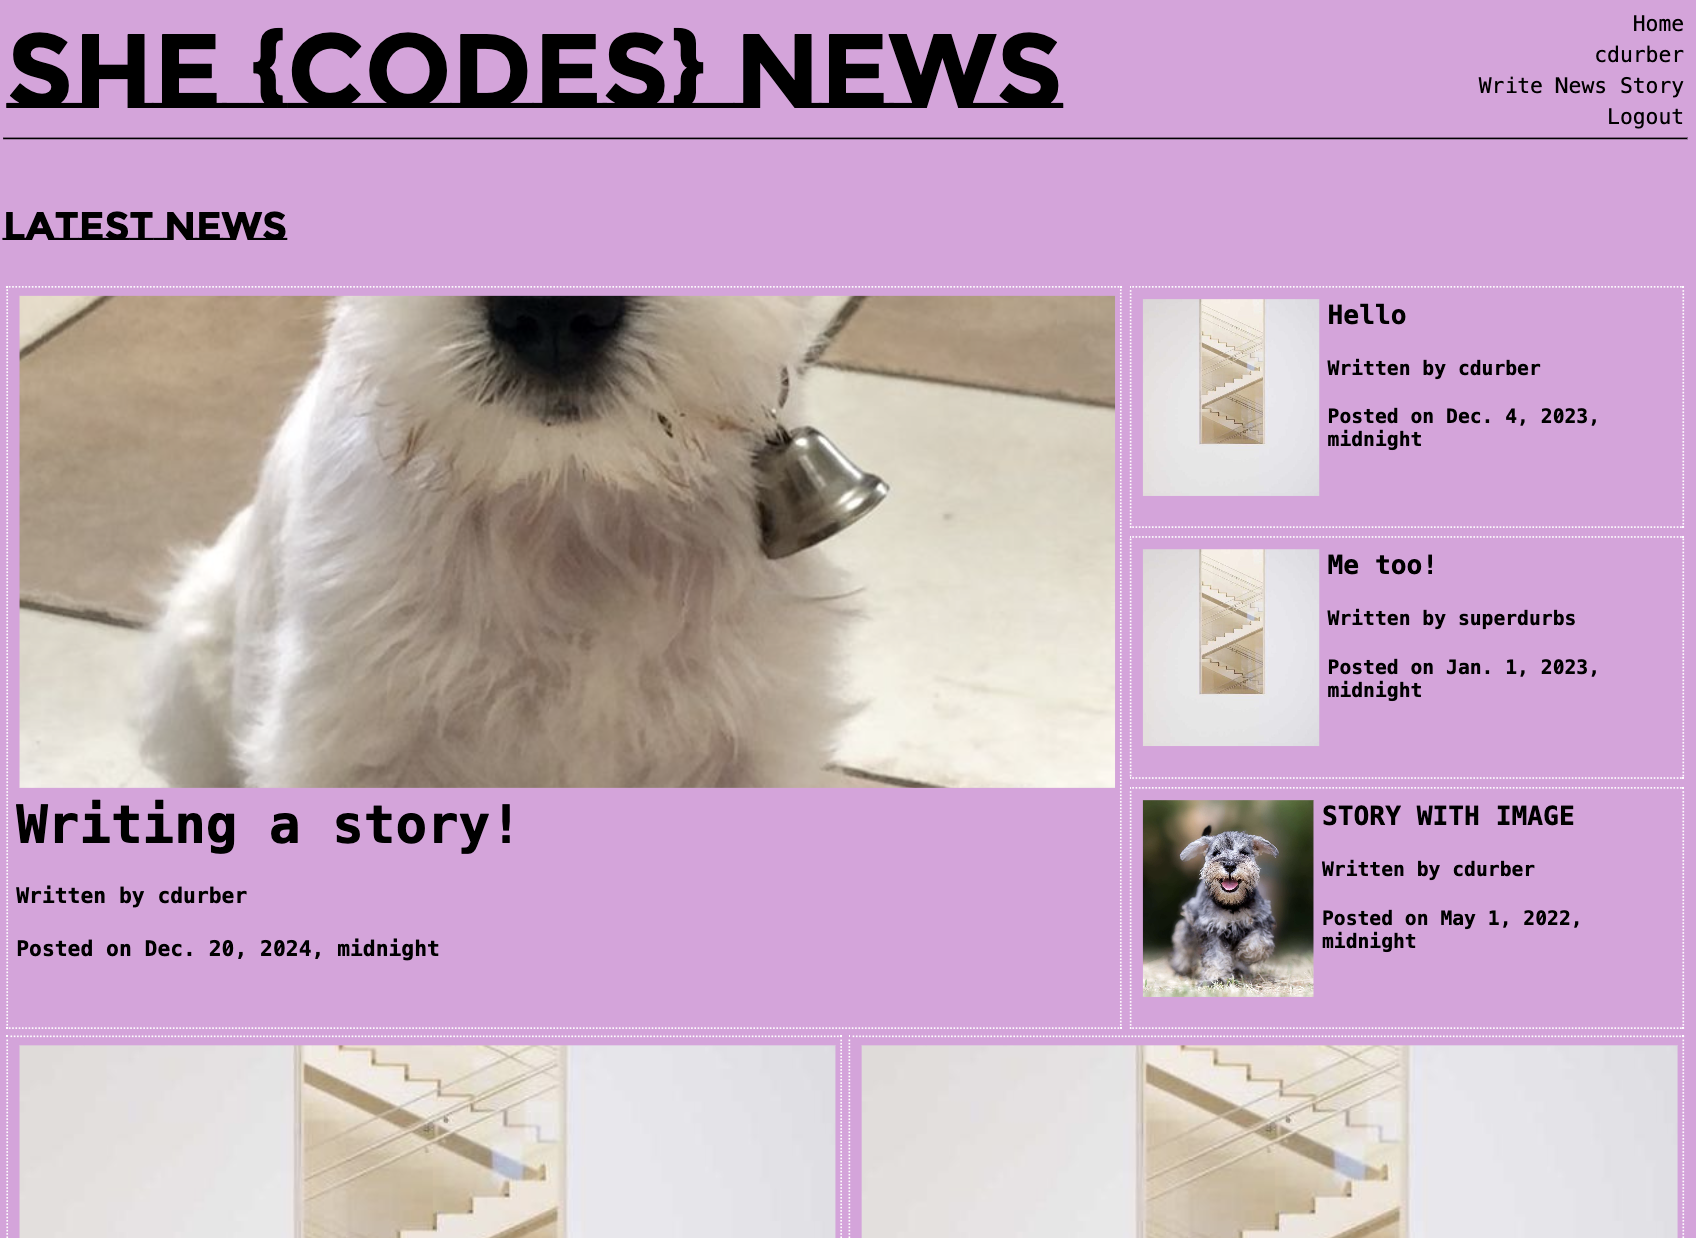 SHE {CODES} NEWS
Home
cdurber
Write News Story
Logout
LATEST NEWS
Writing a story!
Written by cdurber
Posted on Dec. 20, 2024, midnight
Hello
Written by cdurber
Posted on Dec. 4, 2023,
midnight
Me too!
Written by superdurbs
Posted on Jan. 1, 2023,
midnight
STORY WITH IMAGE
Written by cdurber
Posted on May 1, 2022,
midnight